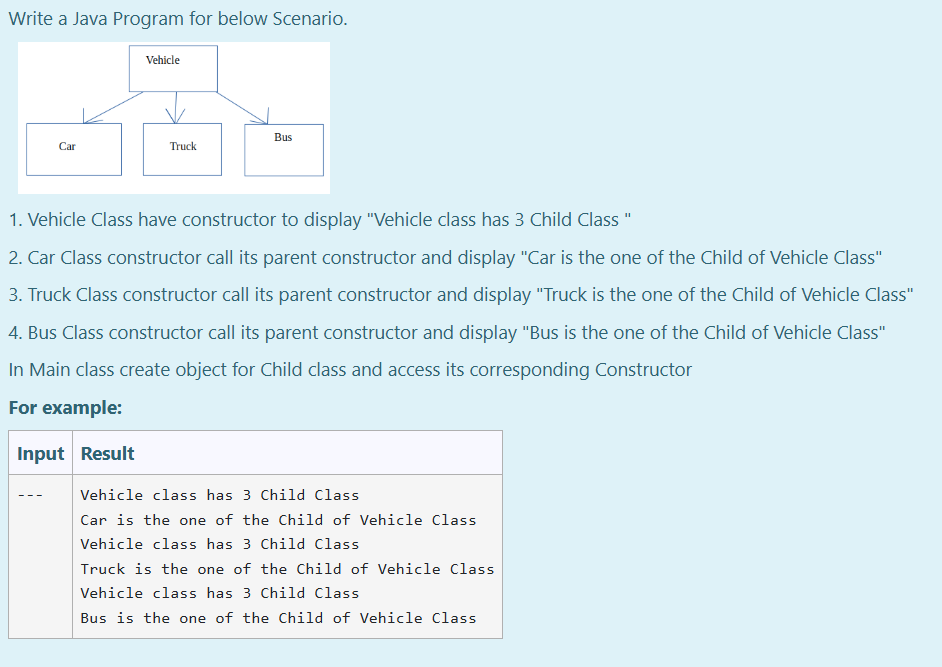 Write a Java Program for below Scenario.
Vehicle
Car
Truck
Bus
1. Vehicle Class have constructor to display "Vehicle class has 3 Child Class "
2. Car Class constructor call its parent constructor and display "Car is the one of the Child of Vehicle Class"
3. Truck Class constructor call its parent constructor and display "Truck is the one of the Child of Vehicle Class"
4. Bus Class constructor call its parent constructor and display "Bus is the one of the Child of Vehicle Class"
In Main class create object for Child class and access its corresponding Constructor
For example:
Input Result
--- Vehicle class has 3 Child Class
Car is the one of the Child of Vehicle Class
Vehicle class has 3 Child Class
Truck is the one of the Child of Vehicle Class
Vehicle class has 3 Child Class
Bus is the one of the Child of Vehicle Class